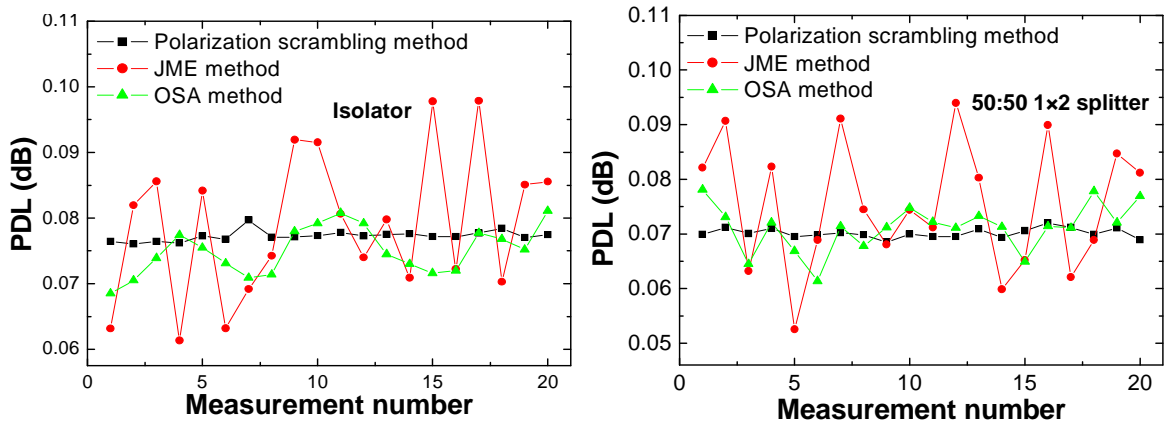 0.11
Polarization scrambling method
JME method
OSA method
Isolator
0.10
0.09
0.08
0.07
0.06
PDL (dB)
0
5
10
15
20
Measurement number
0.11
Polarization scrambling method
JME method
OSA method
50:50 1×2 splitter
0.10
0.09
0.08
0.07
0.06
0.05
PDL (dB)
0
5
10
15
20
Measurement number